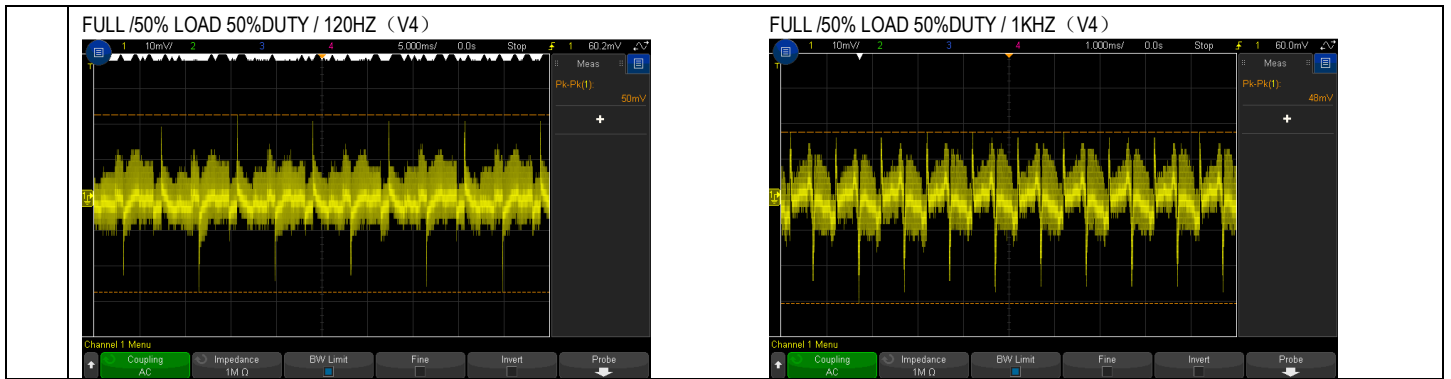 FULL /50% LOAD 50%DUTY / 120HZ（V4）
1 10mV/ 2 3 4 5.000ms/ 0.0s Stop 1 60.2mV
T
Meas
Pk-Pk(1):
50mV
+
Channel 1 Menu
Coupling
AC
Impedance
1M Ω
BW Limit
Fine
Invert
Probe
FULL /50% LOAD 50%DUTY / 1KHZ（V4）
1 10mV/ 2 3 4 1.000ms/ 0.0s Stop 1 60.0mV
T
Meas
Pk-Pk(1):
48mV
+
Channel 1 Menu
Coupling
AC
Impedance
1M Ω
BW Limit
Fine
Invert
Probe